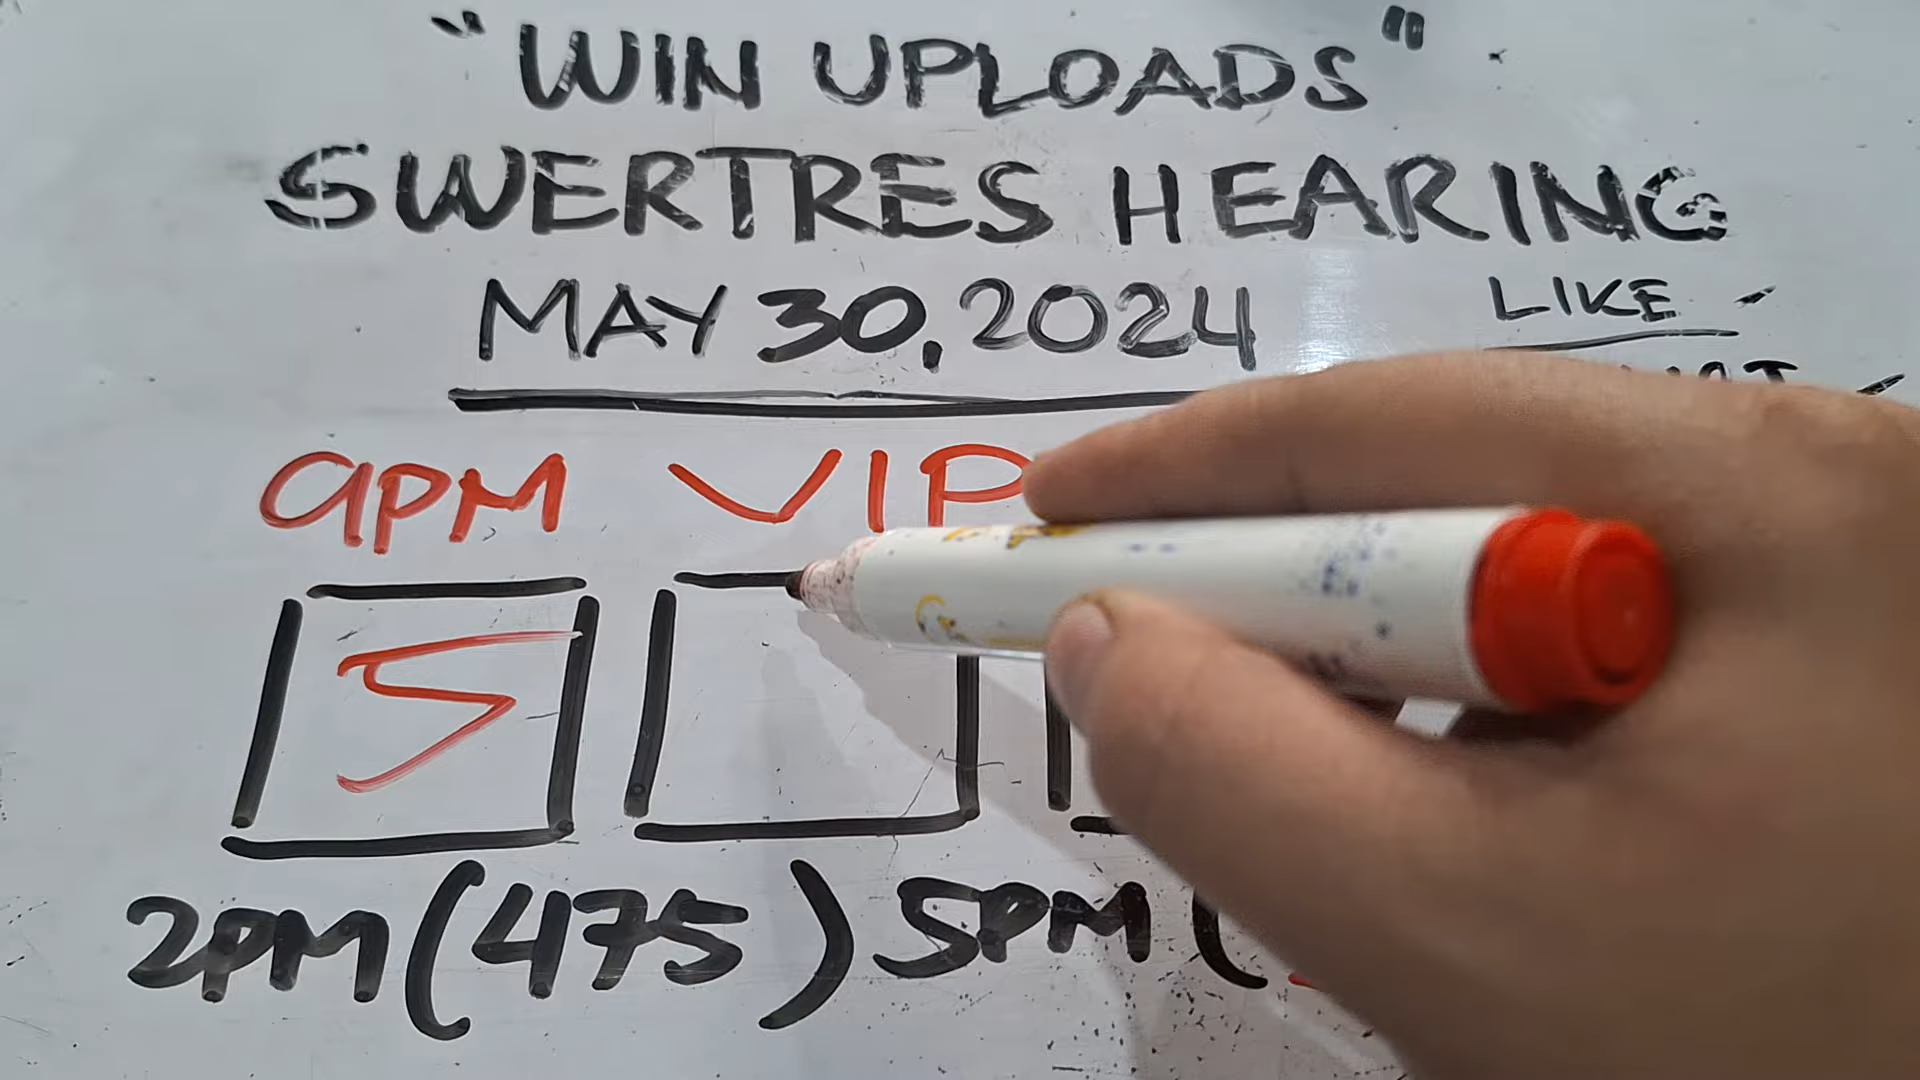 "WIN UPLOADS"
SWERTRES HEARING
MAY 30, 2024
LIKE
9PM VIP
5
2PM (475) 5PM (